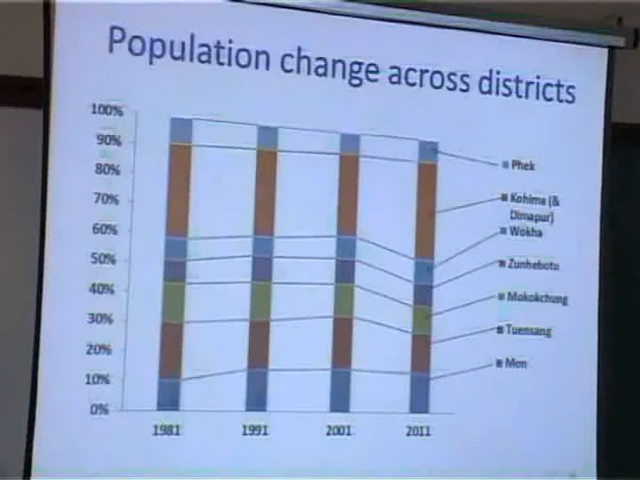 Population change across districts
100%
90%
80%
70%
60%
50%
40%
30%
20%
10%
0%
1981 1991 2001 2011
Phek
Kohima (&
Dimapur)
Wokha
Zunheboto
Mokokchung
Tuensang
Mon